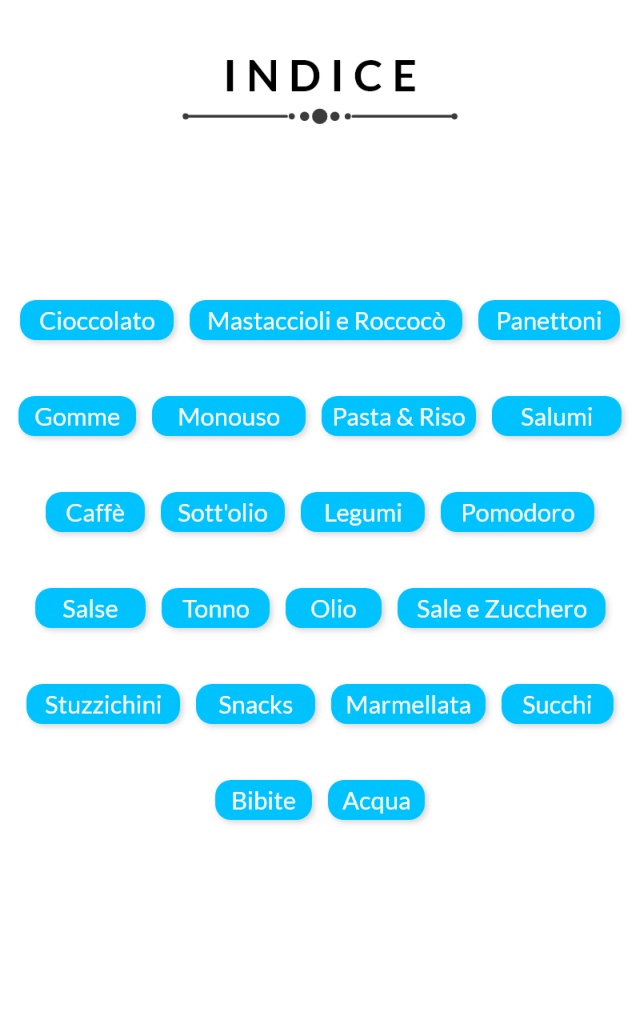 INDICE
Cioccolato Mastaccioli e Roccocò Panettoni
Gomme Monouso Pasta & Riso Salumi
Caffè Sott'olio Legumi Pomodoro
Salse Tonno Olio Sale e Zucchero
Stuzzichini Snacks Marmellata Succhi
Bibite Acqua